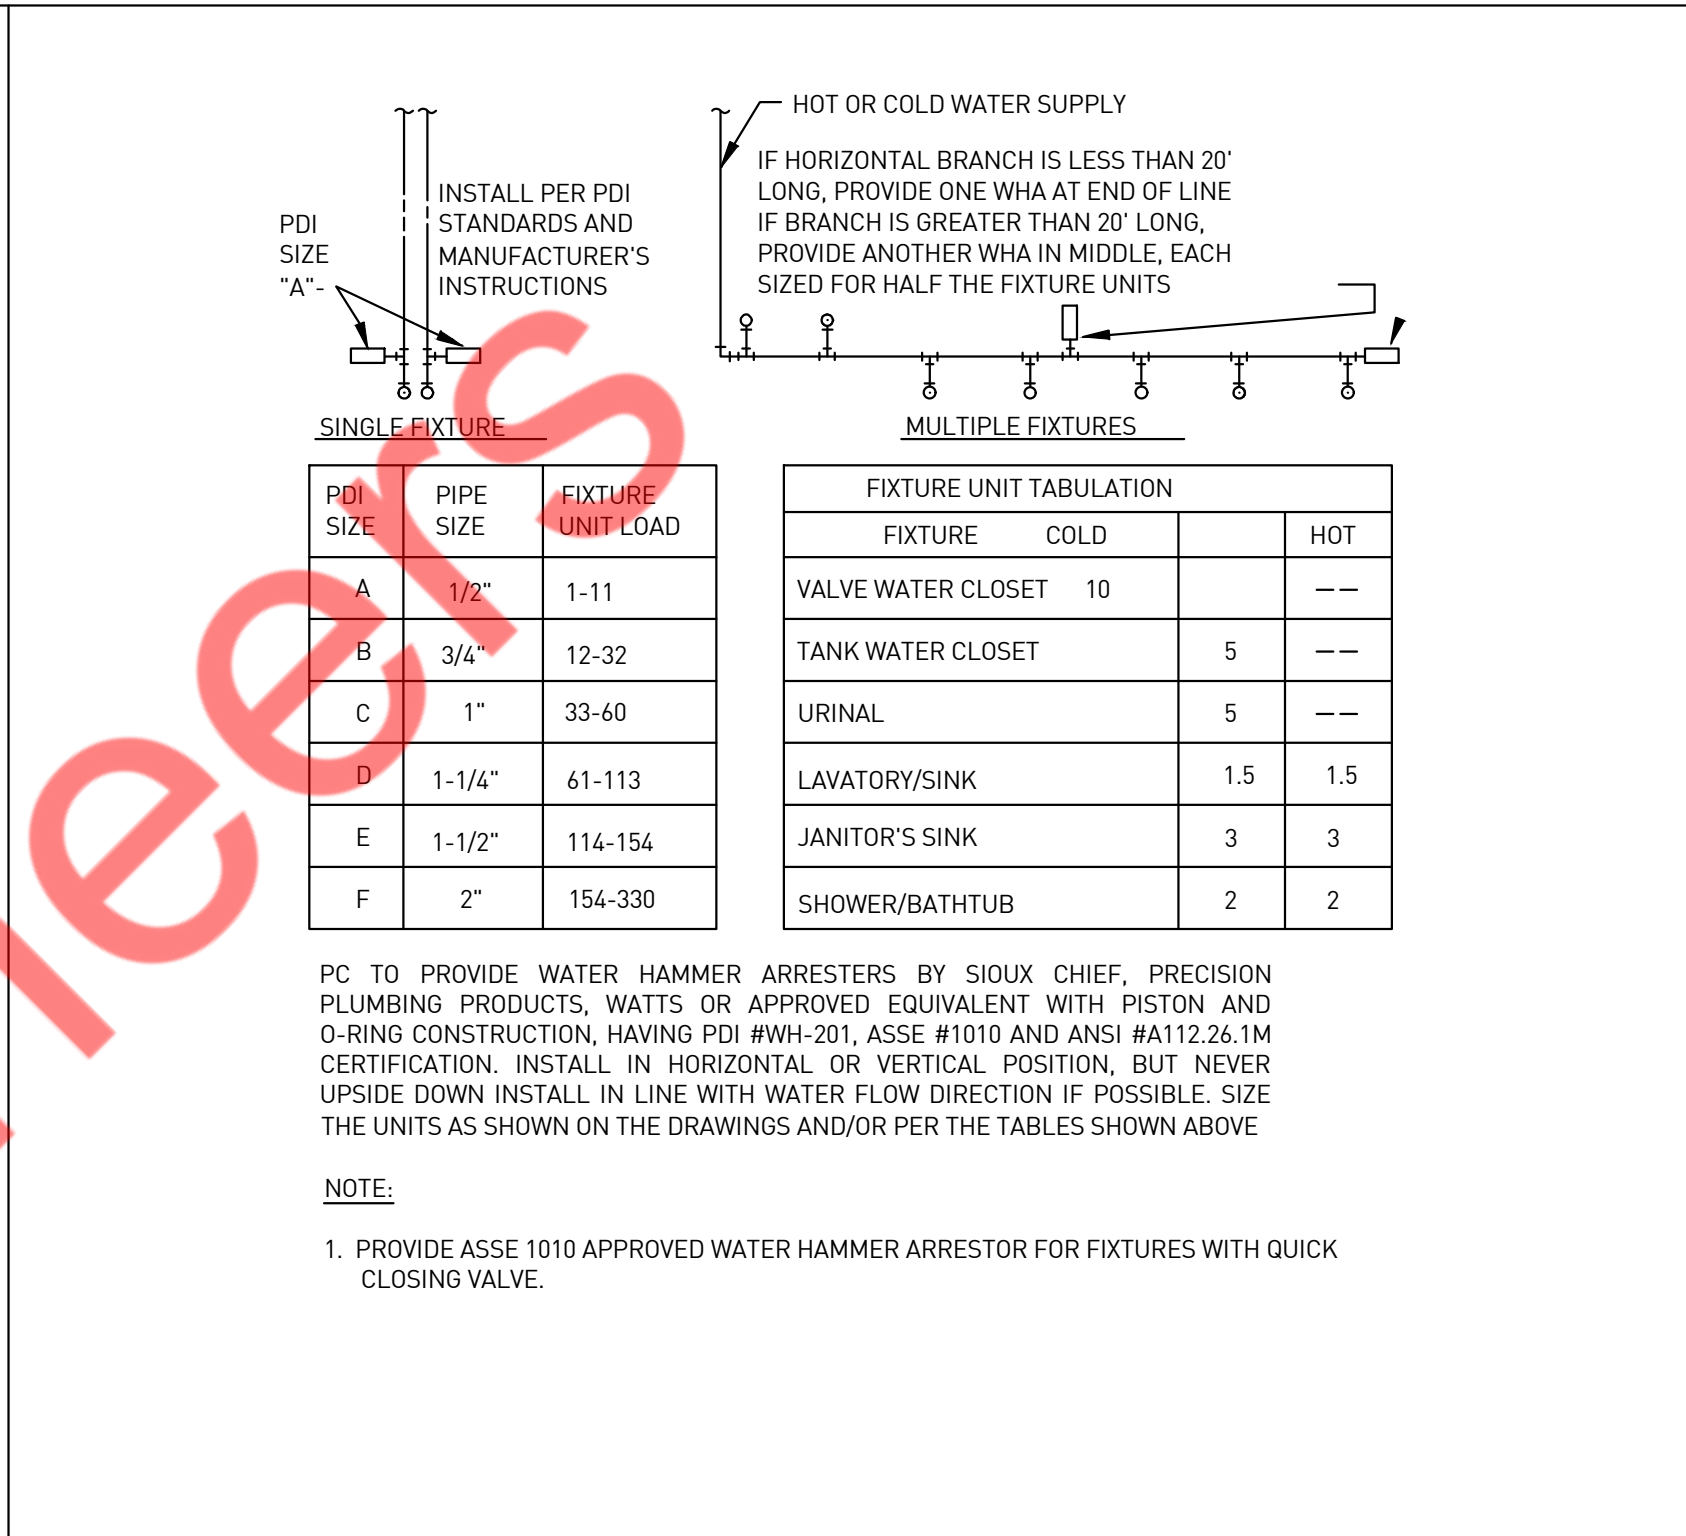 HOT OR COLD WATER SUPPLY
PDI
SIZE
"A"-
INSTALL PER PDI
STANDARDS AND
MANUFACTURER'S
INSTRUCTIONS
IF HORIZONTAL BRANCH IS LESS THAN 20'
LONG, PROVIDE ONE WHA AT END OF LINE
IF BRANCH IS GREATER THAN 20' LONG,
PROVIDE ANOTHER WHA IN MIDDLE, EACH
SIZED FOR HALF THE FIXTURE UNITS
SINGLE FIXTURE
MULTIPLE FIXTURES
PDI SIZE PIPE SIZE FIXTURE UNIT LOAD
A 1/2" 1-11
B 3/4" 12-32
C 1" 33-60
D 1-1/4" 61-113
E 1-1/2" 114-154
F 2" 154-330
FIXTURE UNIT TABULATION
FIXTURE COLD HOT
VALVE WATER CLOSET 10 ——
TANK WATER CLOSET 5 ——
URINAL 5 ——
LAVATORY/SINK 1.5 1.5
JANITOR'S SINK 3 3
SHOWER/BATHTUB 2 2
PC TO PROVIDE WATER HAMMER ARRESTERS BY SIOUX CHIEF, PRECISION
PLUMBING PRODUCTS, WATTS OR APPROVED EQUIVALENT WITH PISTON AND
O-RING CONSTRUCTION, HAVING PDI #WH-201, ASSE #1010 AND ANSI #A112.26.1M
CERTIFICATION. INSTALL IN HORIZONTAL OR VERTICAL POSITION, BUT NEVER
UPSIDE DOWN INSTALL IN LINE WITH WATER FLOW DIRECTION IF POSSIBLE. SIZE
THE UNITS AS SHOWN ON THE DRAWINGS AND/OR PER THE TABLES SHOWN ABOVE
NOTE:
1. PROVIDE ASSE 1010 APPROVED WATER HAMMER ARRESTOR FOR FIXTURES WITH QUICK
CLOSING VALVE.
eers